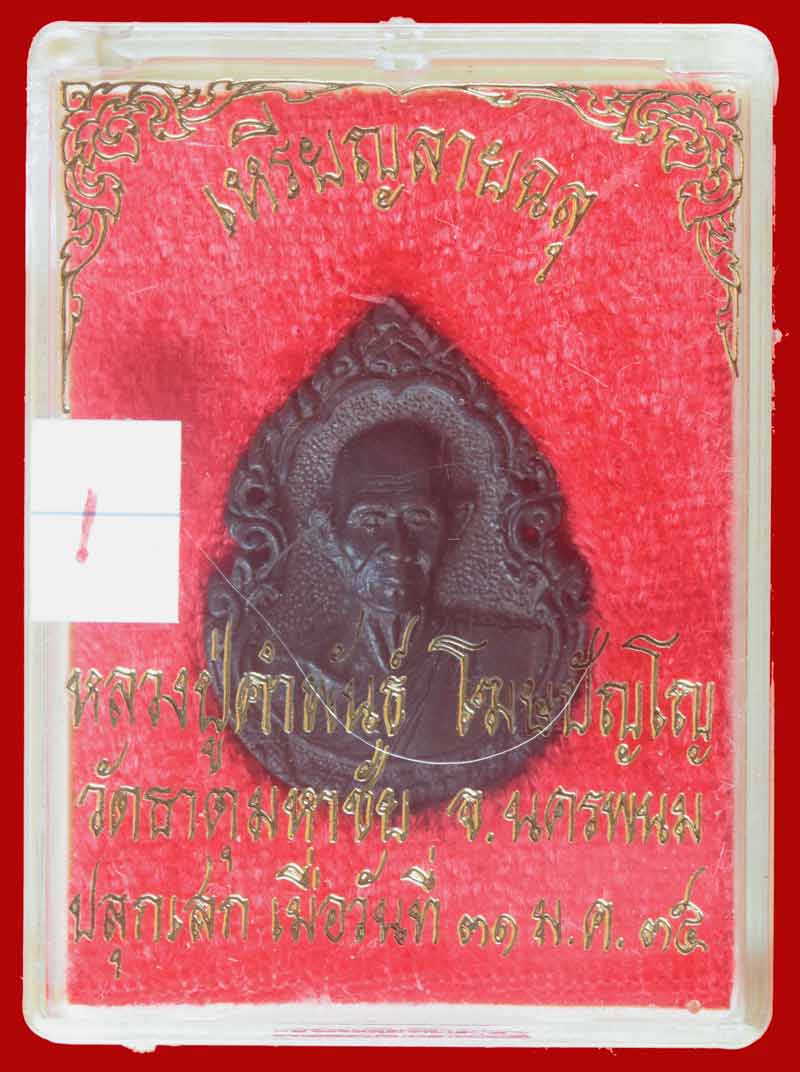 เหรียญลายฉลุ
1
หลวงปู่คำพันธ์ โฆษปัญโญ
วัดธาตุมหาชัย จ.นครพนม
ปลุกเสก เมื่อวันที่ ๓๑ ม.ค. ๓๕